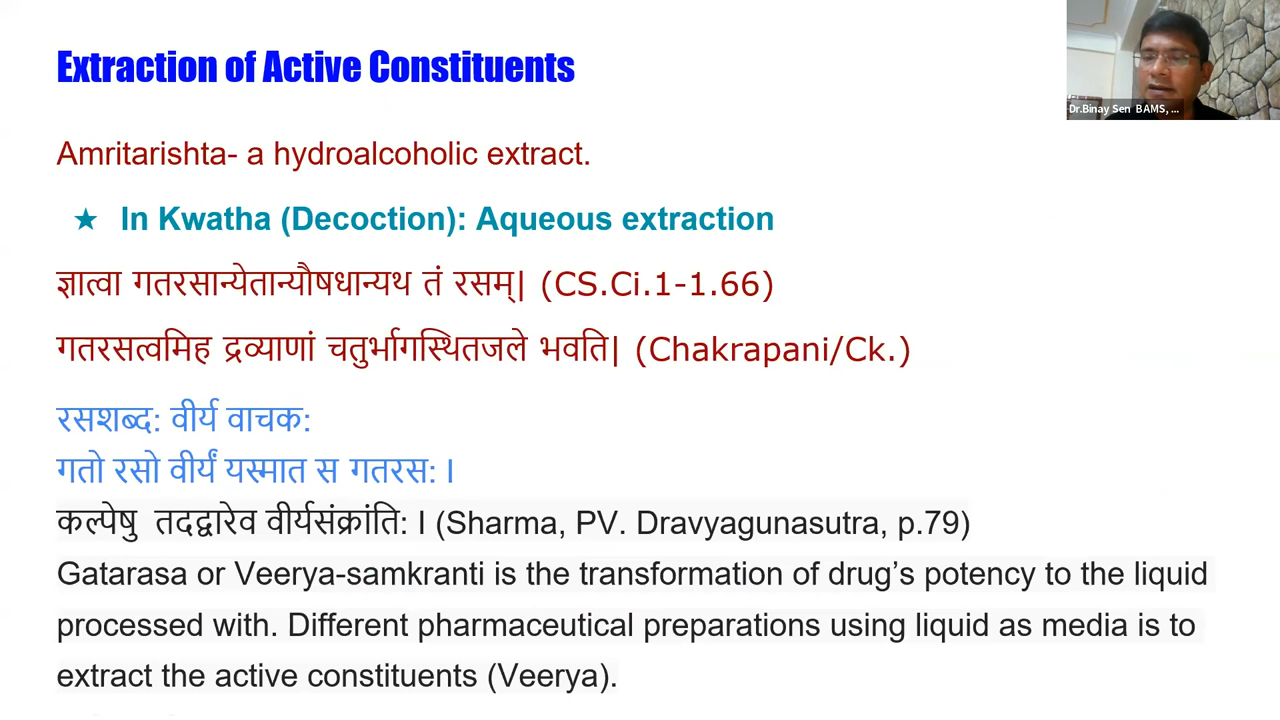 Extraction of Active Constituents
Dr.Binay Sen BAMS, ...
Amritarishta- a hydroalcoholic extract.
★ In Kwatha (Decoction): Aqueous extraction
ज्ञात्वा गतरसान्येतान्यौषधान्यथ तं रसम्| (CS.Ci.1-1.66)
गतरसत्वमिह द्रव्याणां चतुर्भागस्थितजले भवति| (Chakrapani/Ck.)
रसशब्द: वीर्य वाचक:
गतो रसो वीर्यं यस्मात स गतरस: I
कल्पेषु तदद्वारेव वीर्यसंक्रांति: I (Sharma, PV. Dravyagunasutra, p.79)
Gatarasa or Veerya-samkranti is the transformation of drug's potency to the liquid
processed with. Different pharmaceutical preparations using liquid as media is to
extract the active constituents (Veerya).